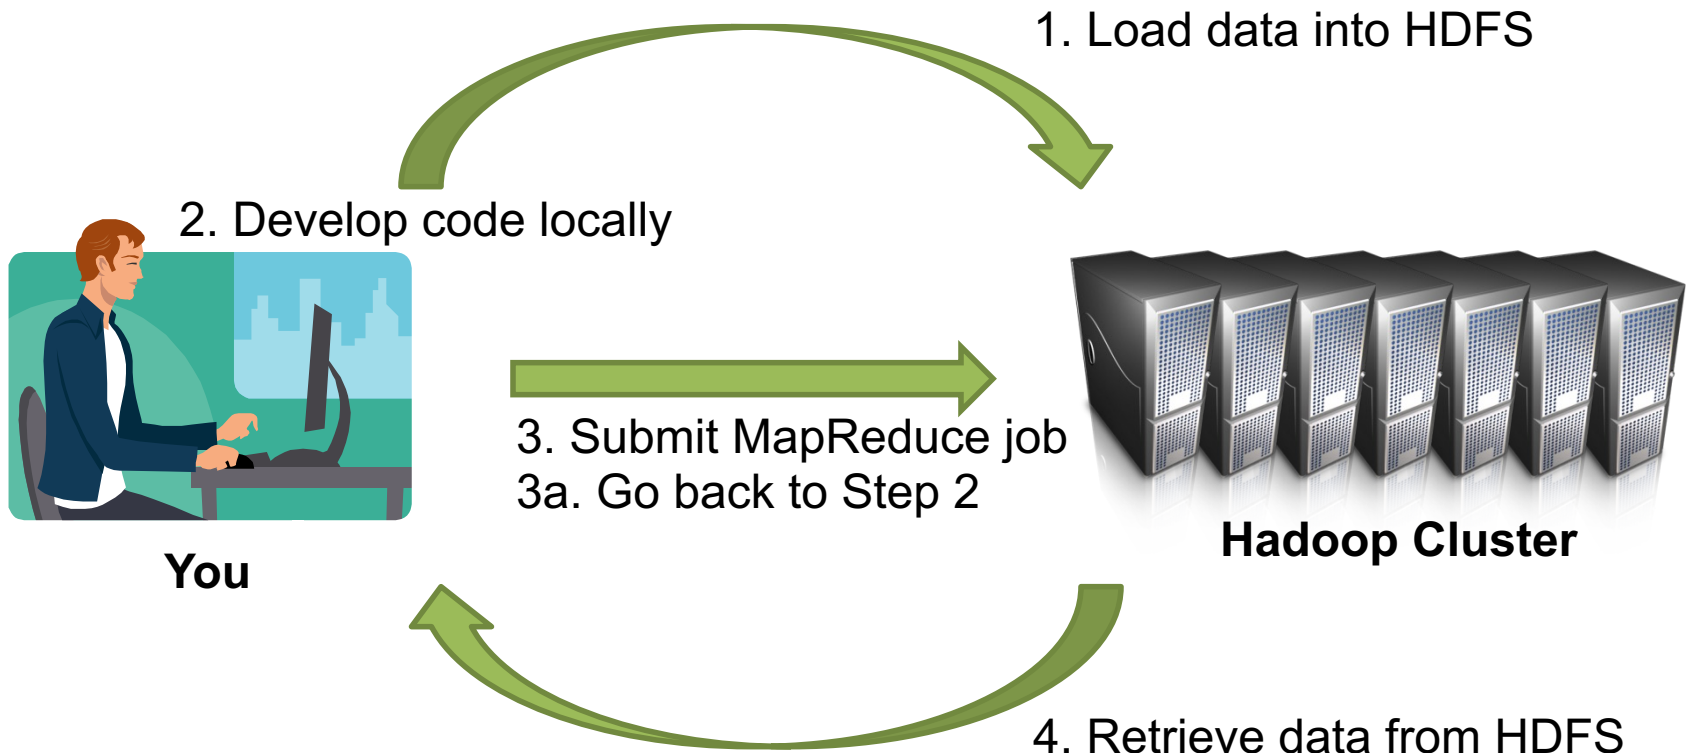 1. Load data into HDFS
2. Develop code locally
3. Submit MapReduce job
3a. Go back to Step 2
Hadoop Cluster
You
4. Retrieve data from HDFS